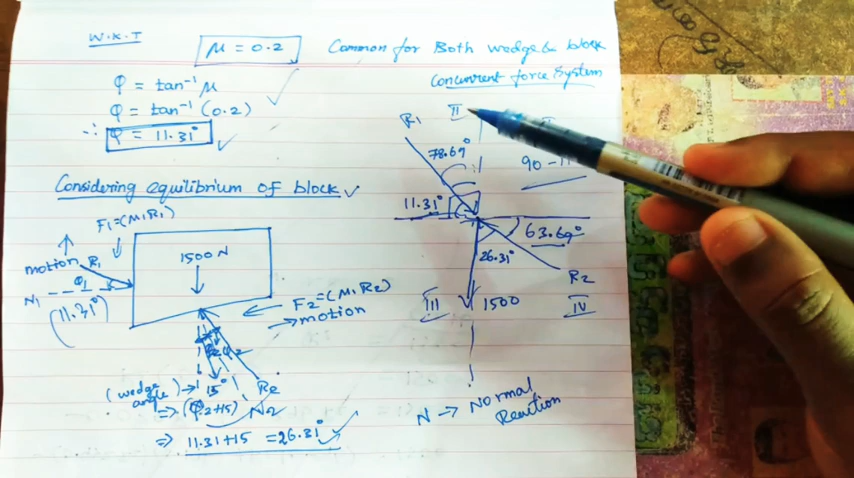 W.K.T
μ = 0.2
Common for Both wedge & block
Concurrent force System
φ = tan⁻¹ μ
φ = tan⁻¹ (0.2)
∴ φ = 11.31°
Considering equilibrium of block
F1=(μ1R1)
motion
R1
N1
φ1
(11.31°)
1500 N
F2=(μ1R2)
motion
(wedge angle) → 15°
R2
N2
⇒ (φ2+15)
⇒ 11.31+15 = 26.31°
R1
II
78.69°
90 - 11
11.31°
63.69°
26.31°
R2
III
1500
IV
N → Normal Reaction